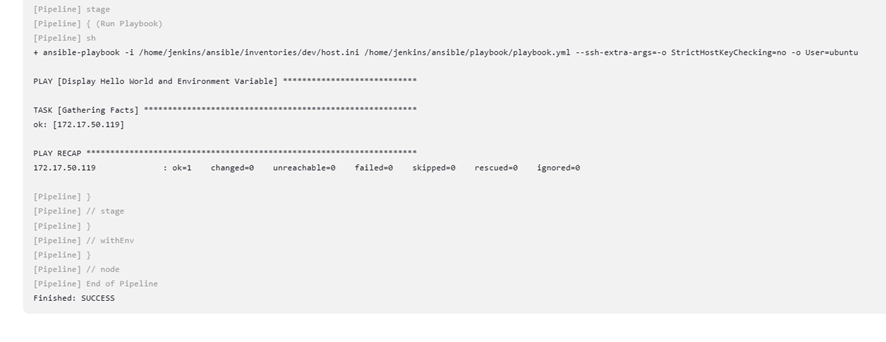 [Pipeline] stage
[Pipeline] { (Run Playbook)
[Pipeline] sh
+ ansible-playbook -i /home/jenkins/ansible/inventories/dev/host.ini /home/jenkins/ansible/playbook/playbook.yml --ssh-extra-args=-o StrictHostKeyChecking=no -o User=ubuntu
PLAY [Display Hello World and Environment Variable] ****************************
TASK [Gathering Facts] *********************************************************
ok: [172.17.50.119]
PLAY RECAP *********************************************************************
172.17.50.119              : ok=1    changed=0    unreachable=0    failed=0    skipped=0    rescued=0    ignored=0
[Pipeline] }
[Pipeline] // stage
[Pipeline] }
[Pipeline] // withEnv
[Pipeline] }
[Pipeline] // node
[Pipeline] End of Pipeline
Finished: SUCCESS